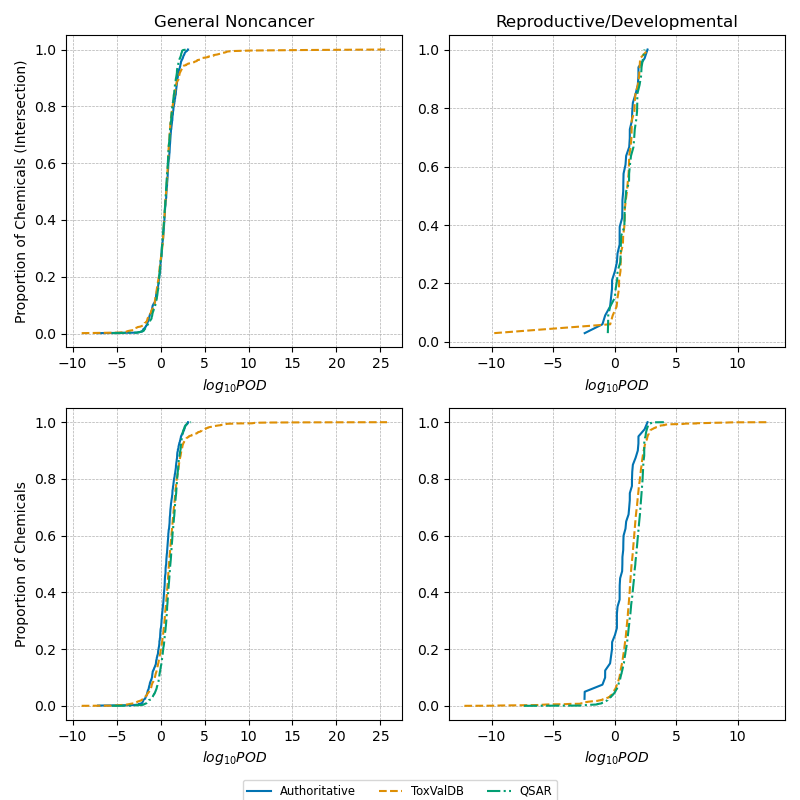 General Noncancer
Reproductive/Developmental
Proportion of Chemicals (Intersection)
1.0
0.8
0.6
0.4
0.2
0.0
−10 −5 0 5 10 15 20 25
log10POD
1.0
0.8
0.6
0.4
0.2
0.0
−10 −5 0 5 10
log10POD
Proportion of Chemicals
1.0
0.8
0.6
0.4
0.2
0.0
−10 −5 0 5 10 15 20 25
log10POD
1.0
0.8
0.6
0.4
0.2
0.0
−10 −5 0 5 10
log10POD
Authoritative ToxValDB QSAR